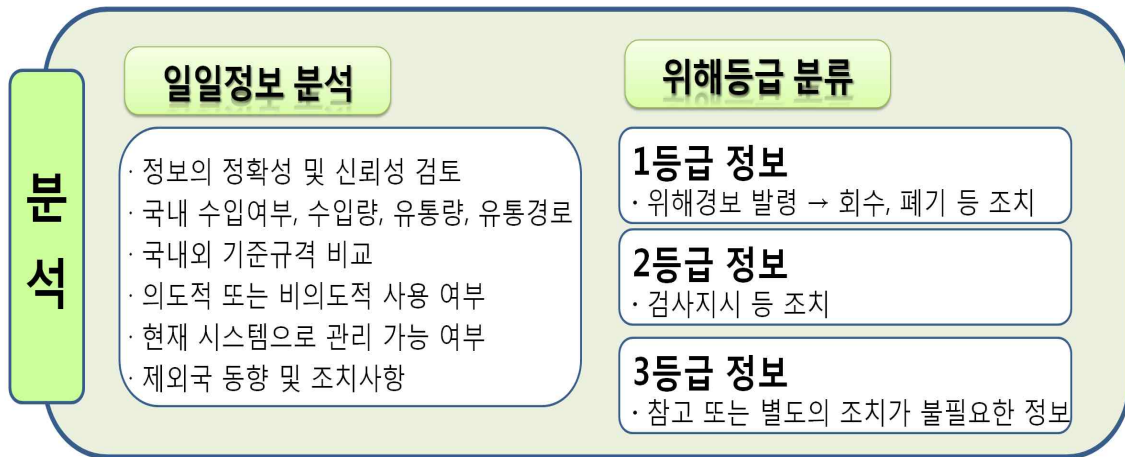 분석
일일정보 분석
· 정보의 정확성 및 신뢰성 검토
· 국내 수입여부, 수입량, 유통량, 유통경로
· 국내외 기준규격 비교
· 의도적 또는 비의도적 사용 여부
· 현재 시스템으로 관리 가능 여부
· 제외국 동향 및 조치사항
위해등급 분류
1등급 정보
· 위해경보 발령 → 회수, 폐기 등 조치
2등급 정보
· 검사지시 등 조치
3등급 정보
· 참고 또는 별도의 조치가 불필요한 정보